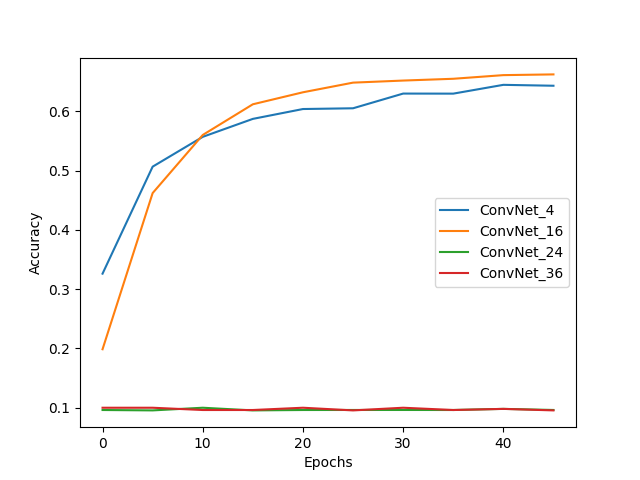 0.6
0.5
0.4
0.3
0.2
0.1
Accuracy
ConvNet_4
ConvNet_16
ConvNet_24
ConvNet_36
0 10 20 30 40
Epochs